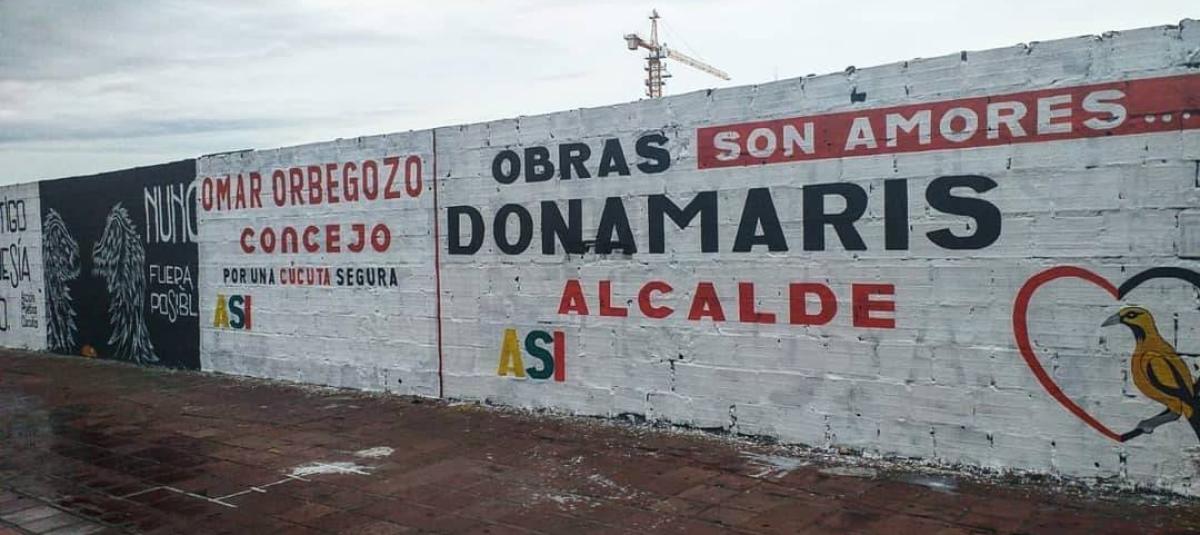 NUNC
FUERA
POSIBL
OMAR ORBEGOZO
CONCEJO
POR UNA CÚCUTA SEGURA
ASI
OBRAS SON AMORES...
DONAMARIS
ALCALDE
ASI